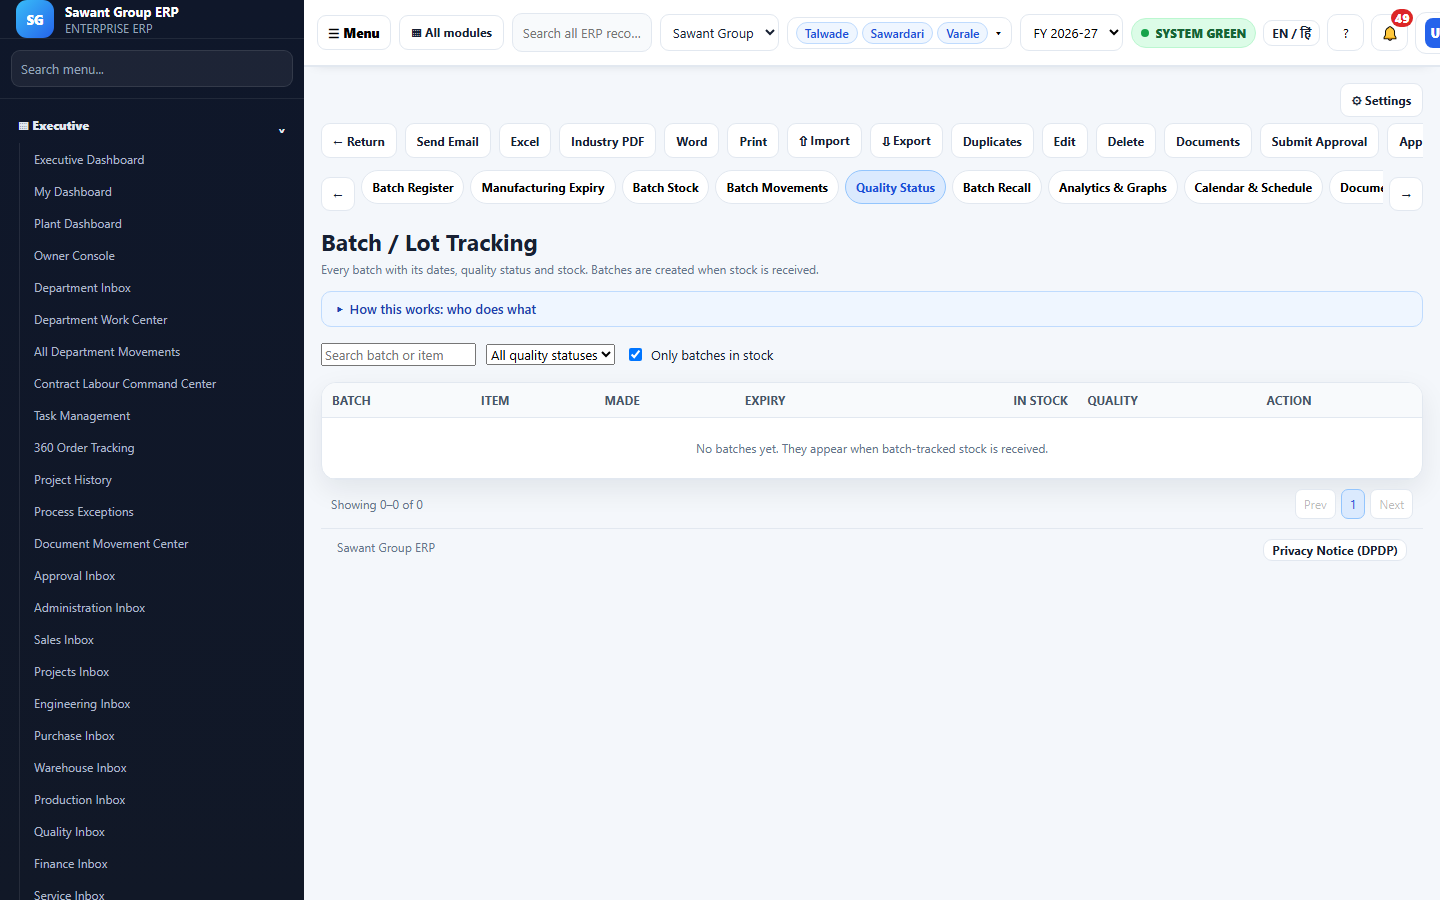 SG
Sawant Group ERP
ENTERPRISE ERP
Search menu...
Executive
Executive Dashboard
My Dashboard
Plant Dashboard
Owner Console
Department Inbox
Department Work Center
All Department Movements
Contract Labour Command Center
Task Management
360 Order Tracking
Project History
Process Exceptions
Document Movement Center
Approval Inbox
Administration Inbox
Sales Inbox
Projects Inbox
Engineering Inbox
Purchase Inbox
Warehouse Inbox
Production Inbox
Quality Inbox
Finance Inbox
Service Inbox
☰ Menu
All modules
Search all ERP reco...
Sawant Group
Talwade
Sawardari
Varale
FY 2026-27
SYSTEM GREEN
EN / हिं
?
49
U
⚙ Settings
← Return
Send Email
Excel
Industry PDF
Word
Print
⇧ Import
⇩ Export
Duplicates
Edit
Delete
Documents
Submit Approval
App
←
Batch Register
Manufacturing Expiry
Batch Stock
Batch Movements
Quality Status
Batch Recall
Analytics & Graphs
Calendar & Schedule
Docume
→
Batch / Lot Tracking
Every batch with its dates, quality status and stock. Batches are created when stock is received.
▸ How this works: who does what
Search batch or item
All quality statuses
Only batches in stock
BATCH ITEM MADE EXPIRY IN STOCK QUALITY ACTION
No batches yet. They appear when batch-tracked stock is received.
Showing 0–0 of 0
Prev
1
Next
Sawant Group ERP
Privacy Notice (DPDP)